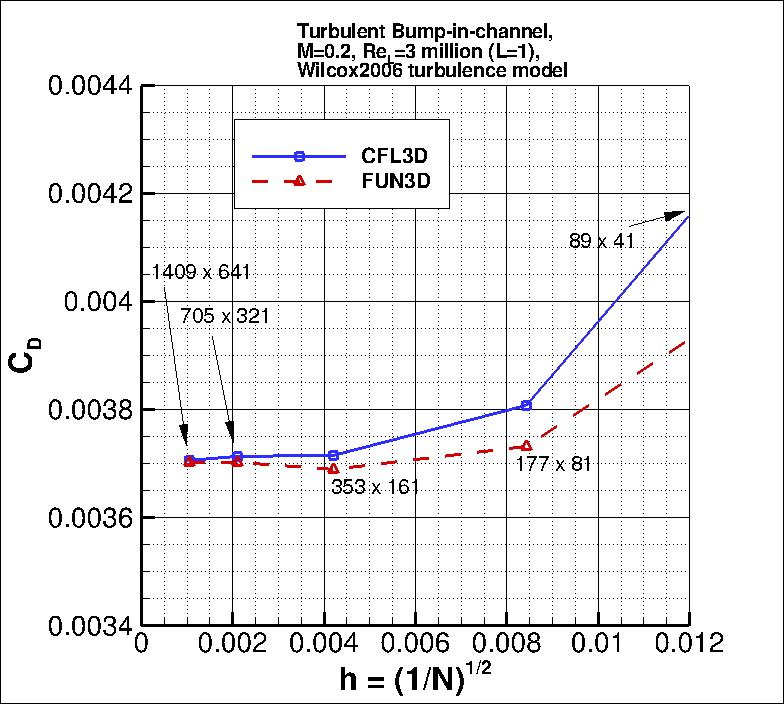 Turbulent Bump-in-channel,
M=0.2, Re_L=3 million (L=1),
Wilcox2006 turbulence model
0.0044
CFL3D
FUN3D
0.0042
89 x 41
1409 x 641
0.004
705 x 321
C_D
0.0038
177 x 81
353 x 161
0.0036
0.0034
0 0.002 0.004 0.006 0.008 0.01 0.012
h = (1/N)^1/2